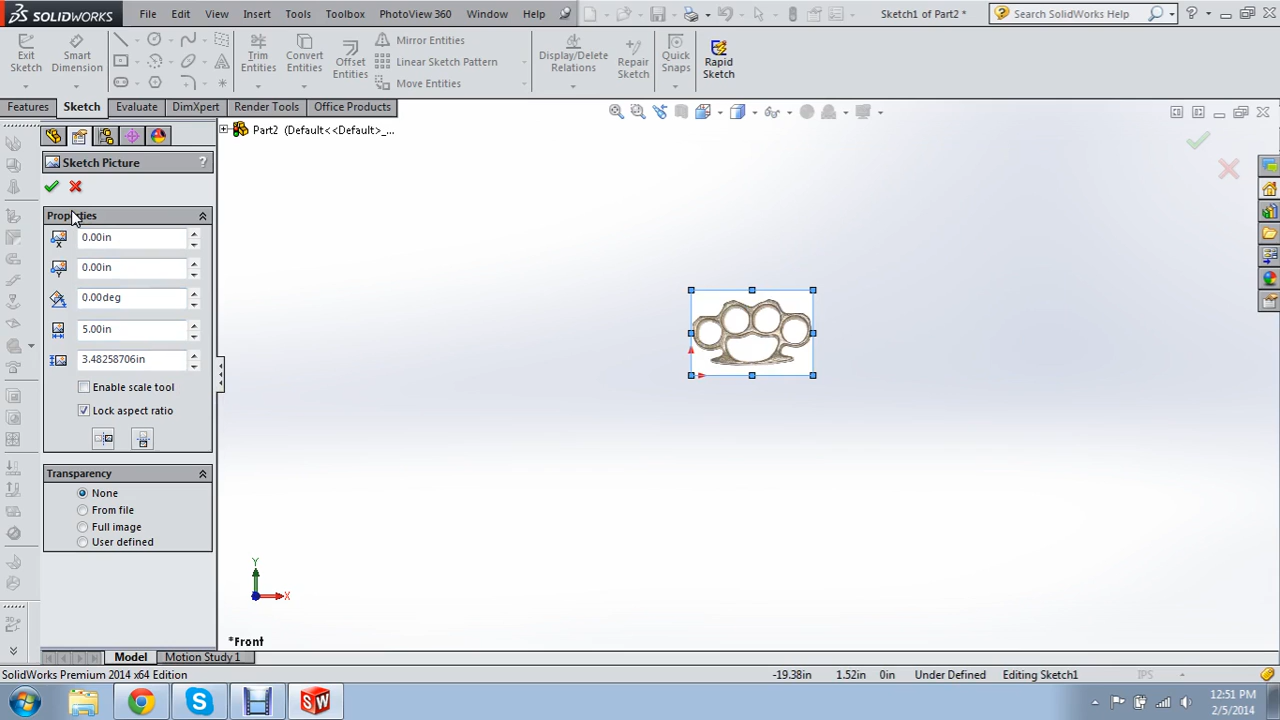 SOLIDWORKS File Edit View Insert Tools Toolbox PhotoView 360 Window Help Sketch1 of Part2 * Search SolidWorks Help
Exit Sketch
Smart Dimension
Trim Entities
Convert Entities
Offset Entities
Mirror Entities
Linear Sketch Pattern
Move Entities
Display/Delete Relations
Repair Sketch
Quick Snaps
Rapid Sketch
Features Sketch Evaluate DimXpert Render Tools Office Products
Part2 (Default<<Default>_...
Sketch Picture ?
Properties
0.00in
0.00in
0.00deg
5.00in
3.48258706in
Enable scale tool
Lock aspect ratio
Transparency
None
From file
Full image
User defined
Y
X
*Front
Model Motion Study 1
SolidWorks Premium 2014 x64 Edition -19.38in 1.52in 0in Under Defined Editing Sketch1 IPS
12:51 PM
2/5/2014